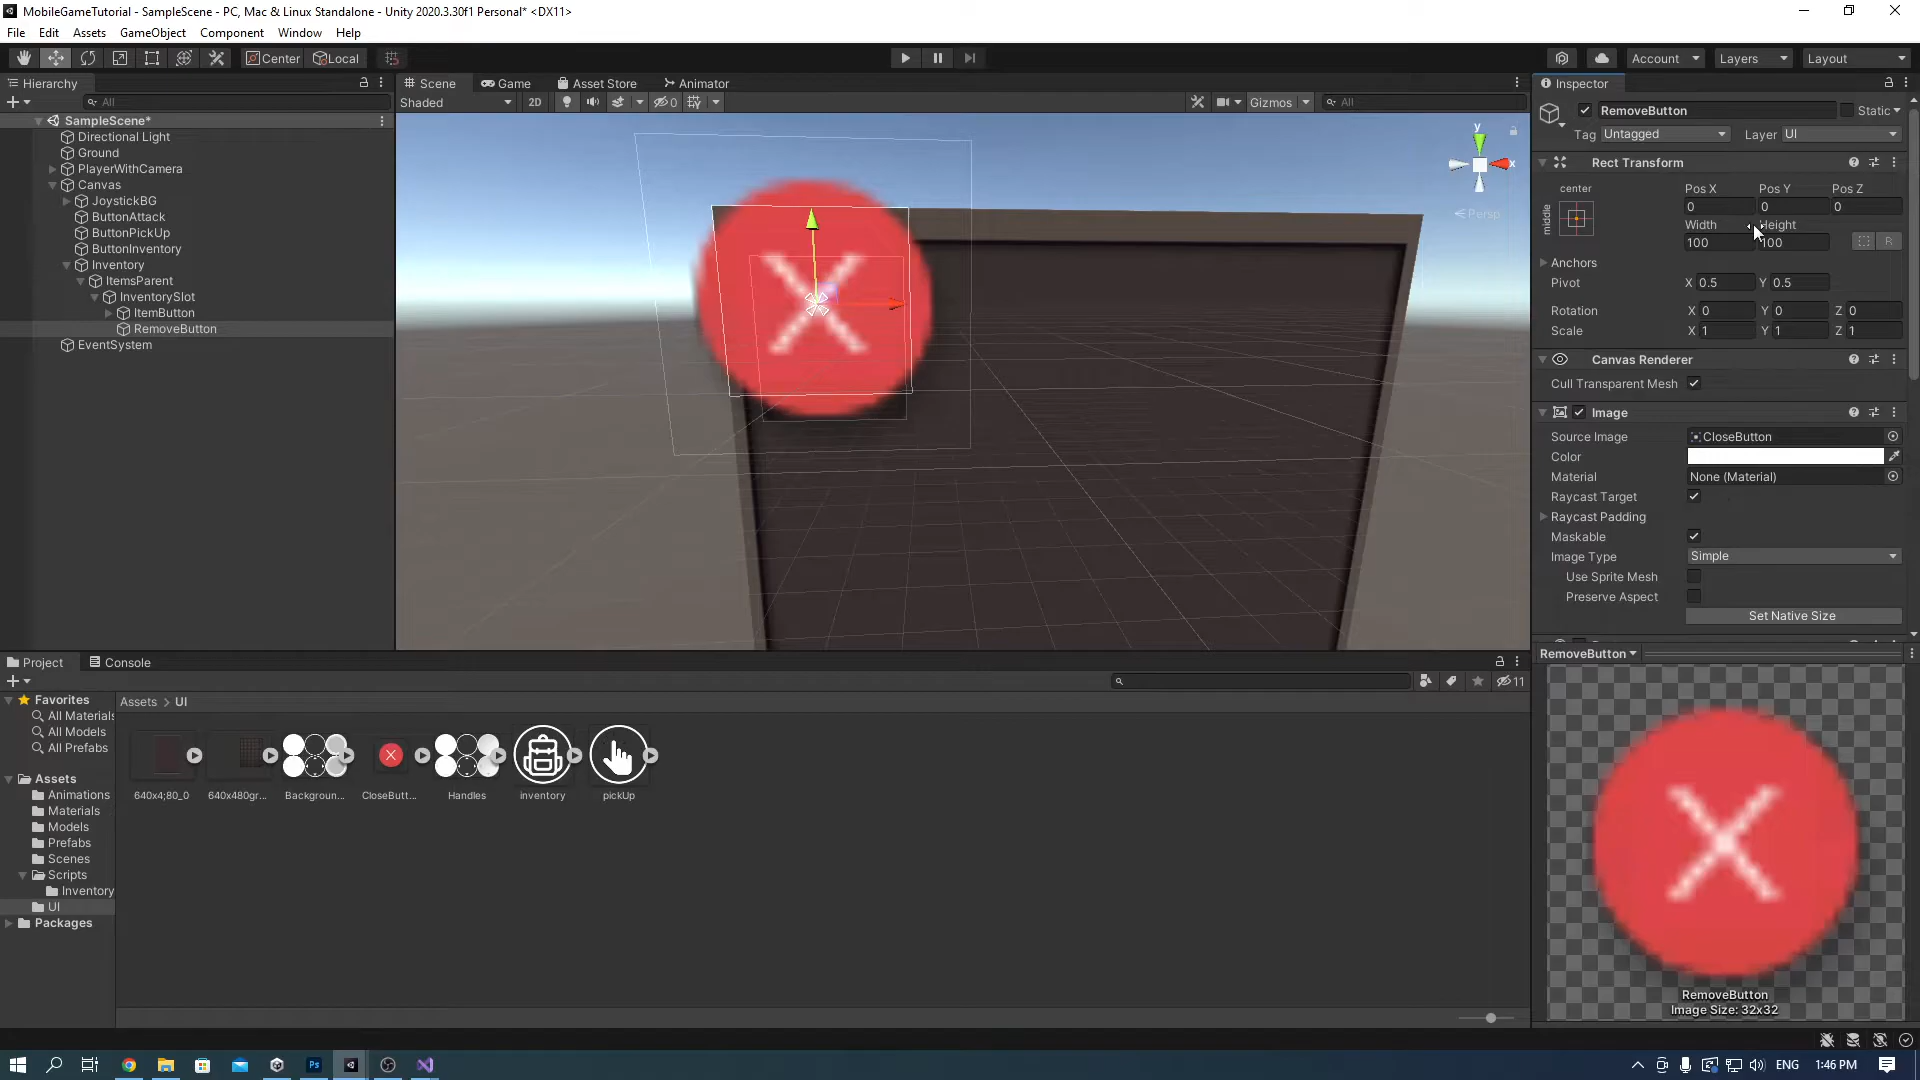 MobileGameTutorial - SampleScene - PC, Mac & Linux Standalone - Unity 2020.3.30f1 Personal* <DX11>
File Edit Assets GameObject Component Window Help
Center Local Account Layers Layout
Hierarchy
All
SampleScene*
Directional Light
Ground
PlayerWithCamera
Canvas
JoystickBG
ButtonAttack
ButtonPickUp
ButtonInventory
Inventory
ItemsParent
InventorySlot
ItemButton
RemoveButton
EventSystem
Scene Game Asset Store Animator
Shaded 2D 0 Gizmos All
y
x
Persp
Inspector
RemoveButton Static
Tag Untagged Layer UI
Rect Transform
center Pos X Pos Y Pos Z
middle 0 0 0
Width Height
100 100 R
Anchors
Pivot X 0.5 Y 0.5
Rotation X 0 Y 0 Z 0
Scale X 1 Y 1 Z 1
Canvas Renderer
Cull Transparent Mesh
Image
Source Image CloseButton
Color
Material None (Material)
Raycast Target
Raycast Padding
Maskable
Image Type Simple
Use Sprite Mesh
Preserve Aspect
Set Native Size
RemoveButton
RemoveButton
Image Size: 32x32
Project Console
11
Favorites
All Materials
All Models
All Prefabs
Assets
Animations
Materials
Models
Prefabs
Scenes
Scripts
Inventory
UI
Packages
Assets > UI
640x4;80_0 640x480gr... Backgroun... CloseButt... Handles inventory pickUp
Ps
ENG 1:46 PM